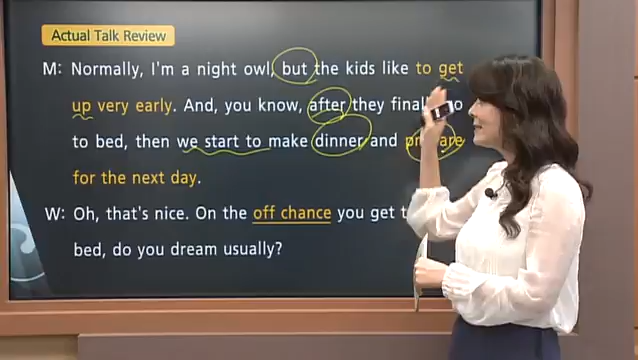 Actual Talk Review
M: Normally, I'm a night owl, but the kids like to get
up very early. And, you know, after they
to bed, then we start to make dinner and
for the next day.
W: Oh, that's nice. On the off chance you get
bed, do you dream usually?